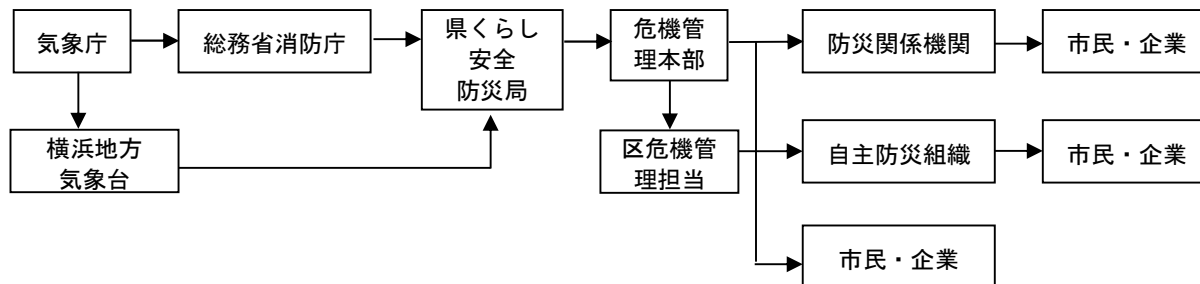 気象庁
総務省消防庁
県くらし
安全
防災局
危機管
理本部
防災関係機関
市民・企業
横浜地方
気象台
区危機管
理担当
自主防災組織
市民・企業
市民・企業